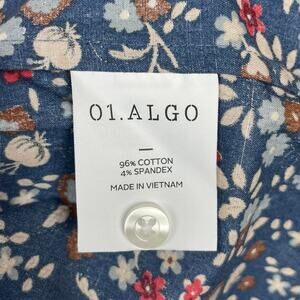 01.ALGO
—
96% COTTON
4% SPANDEX
MADE IN VIETNAM